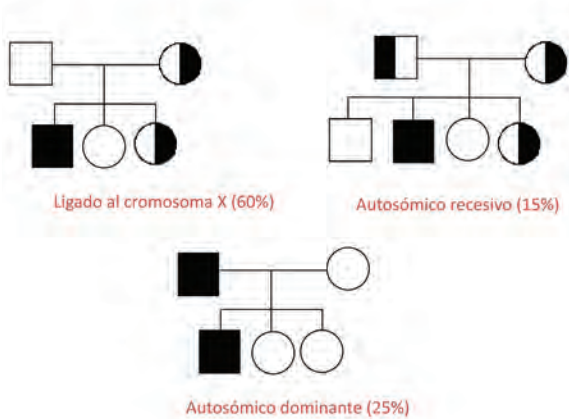 Ligado al cromosoma X (60%)
Autosómico recesivo (15%)
Autosómico dominante (25%)